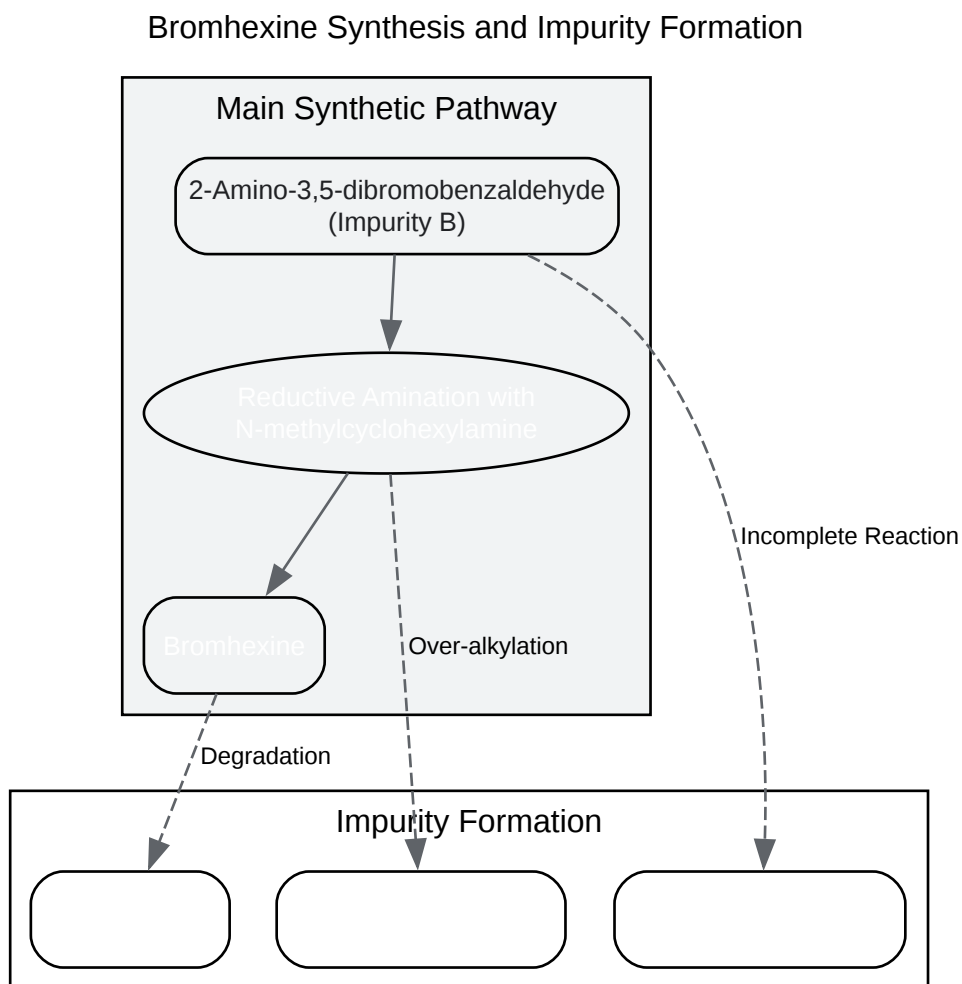 Bromhexine Synthesis and Impurity Formation
Main Synthetic Pathway
2-Amino-3,5-dibromobenzaldehyde
(Impurity B)
Reductive Amination with
N-methylcyclohexylamine
Incomplete Reaction
Bromhexine
Over-alkylation
Degradation
Impurity Formation